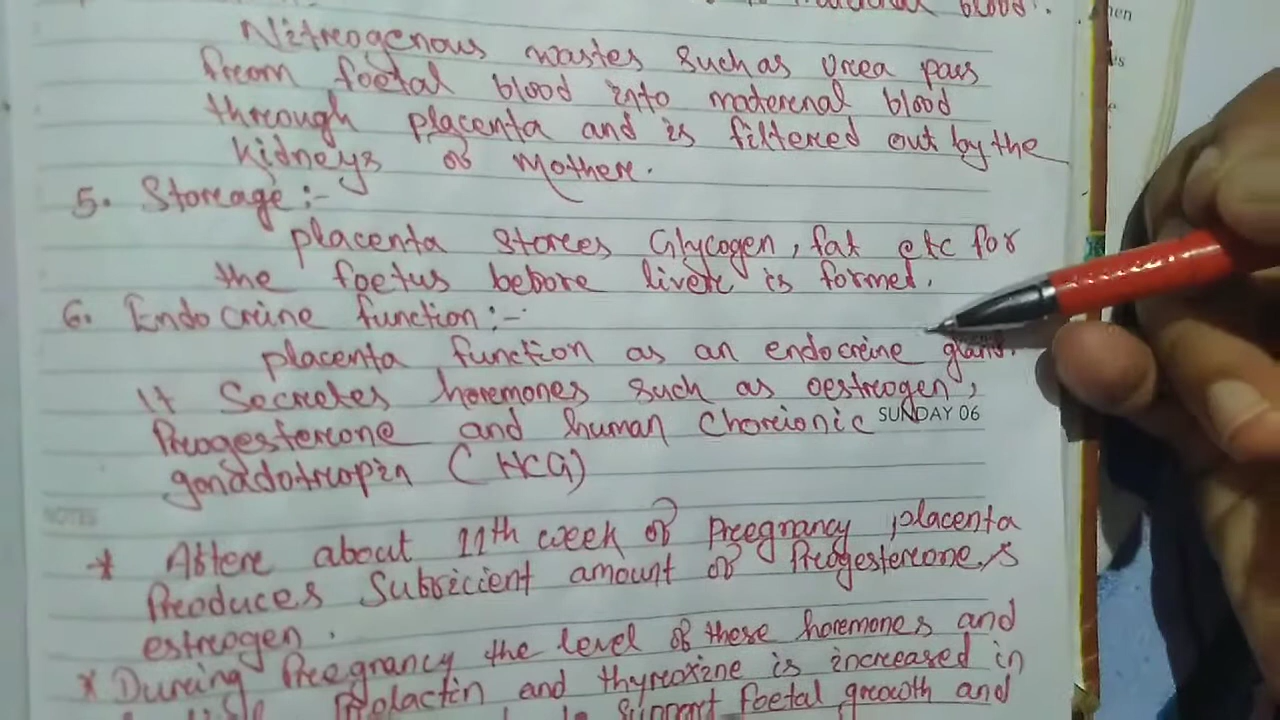 blood.
Nitrogenous wastes such as urea pass
from foetal blood into maternal blood
through placenta and is filtered out by the
kidneys of mother.
5. Storage :-
placenta stores Glycogen, fat etc for
the foetus before liver is formed.
6. Endocrine function :-
placenta function as an endocrine gland.
It Secretes hormones such as oestrogen,
Progesterone and human Chorionic SUNDAY 06
gonadotropin (HCG)
NOTES
* After about 11th week of Pregnancy placenta
Produces Sufficient amount of Progesterone &
estrogen.
* During Pregnancy the level of these hormones and
Prolactin and thyroxine is increased in
Support foetal growth and